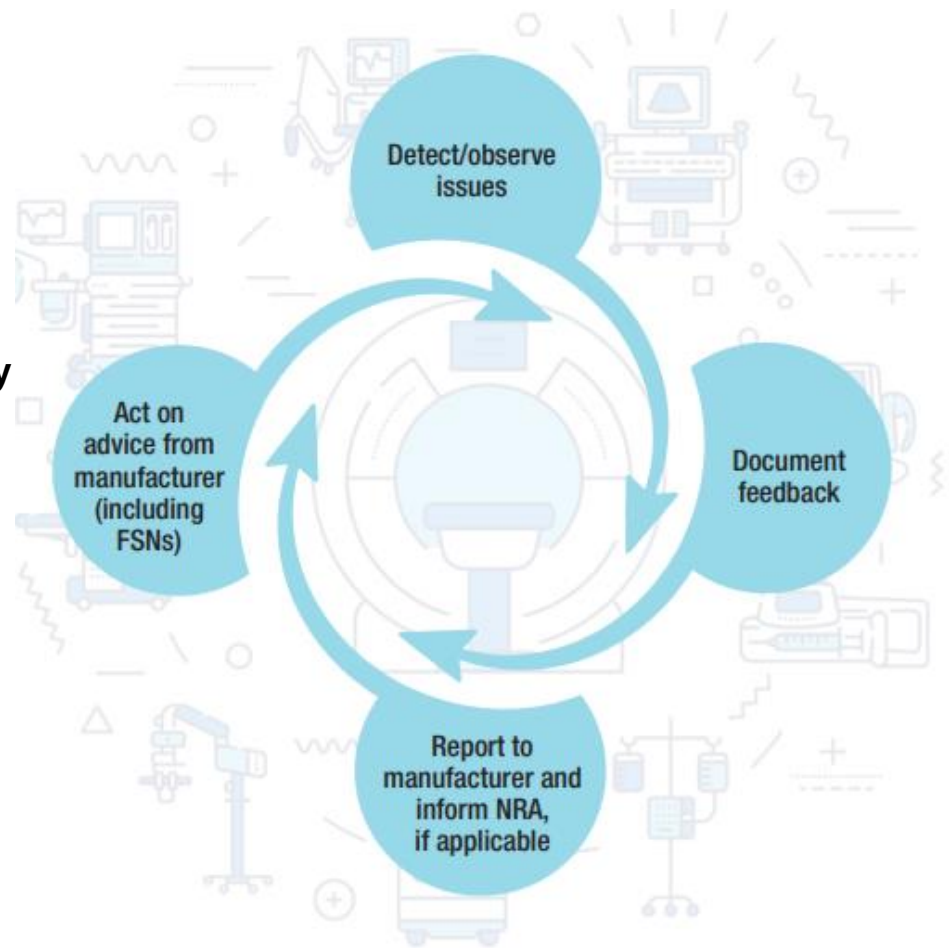 Detect/observe
issues
Document
feedback
Report to
manufacturer and
inform NRA,
if applicable
Act on
advice from
manufacturer
(including
FSNs)
y